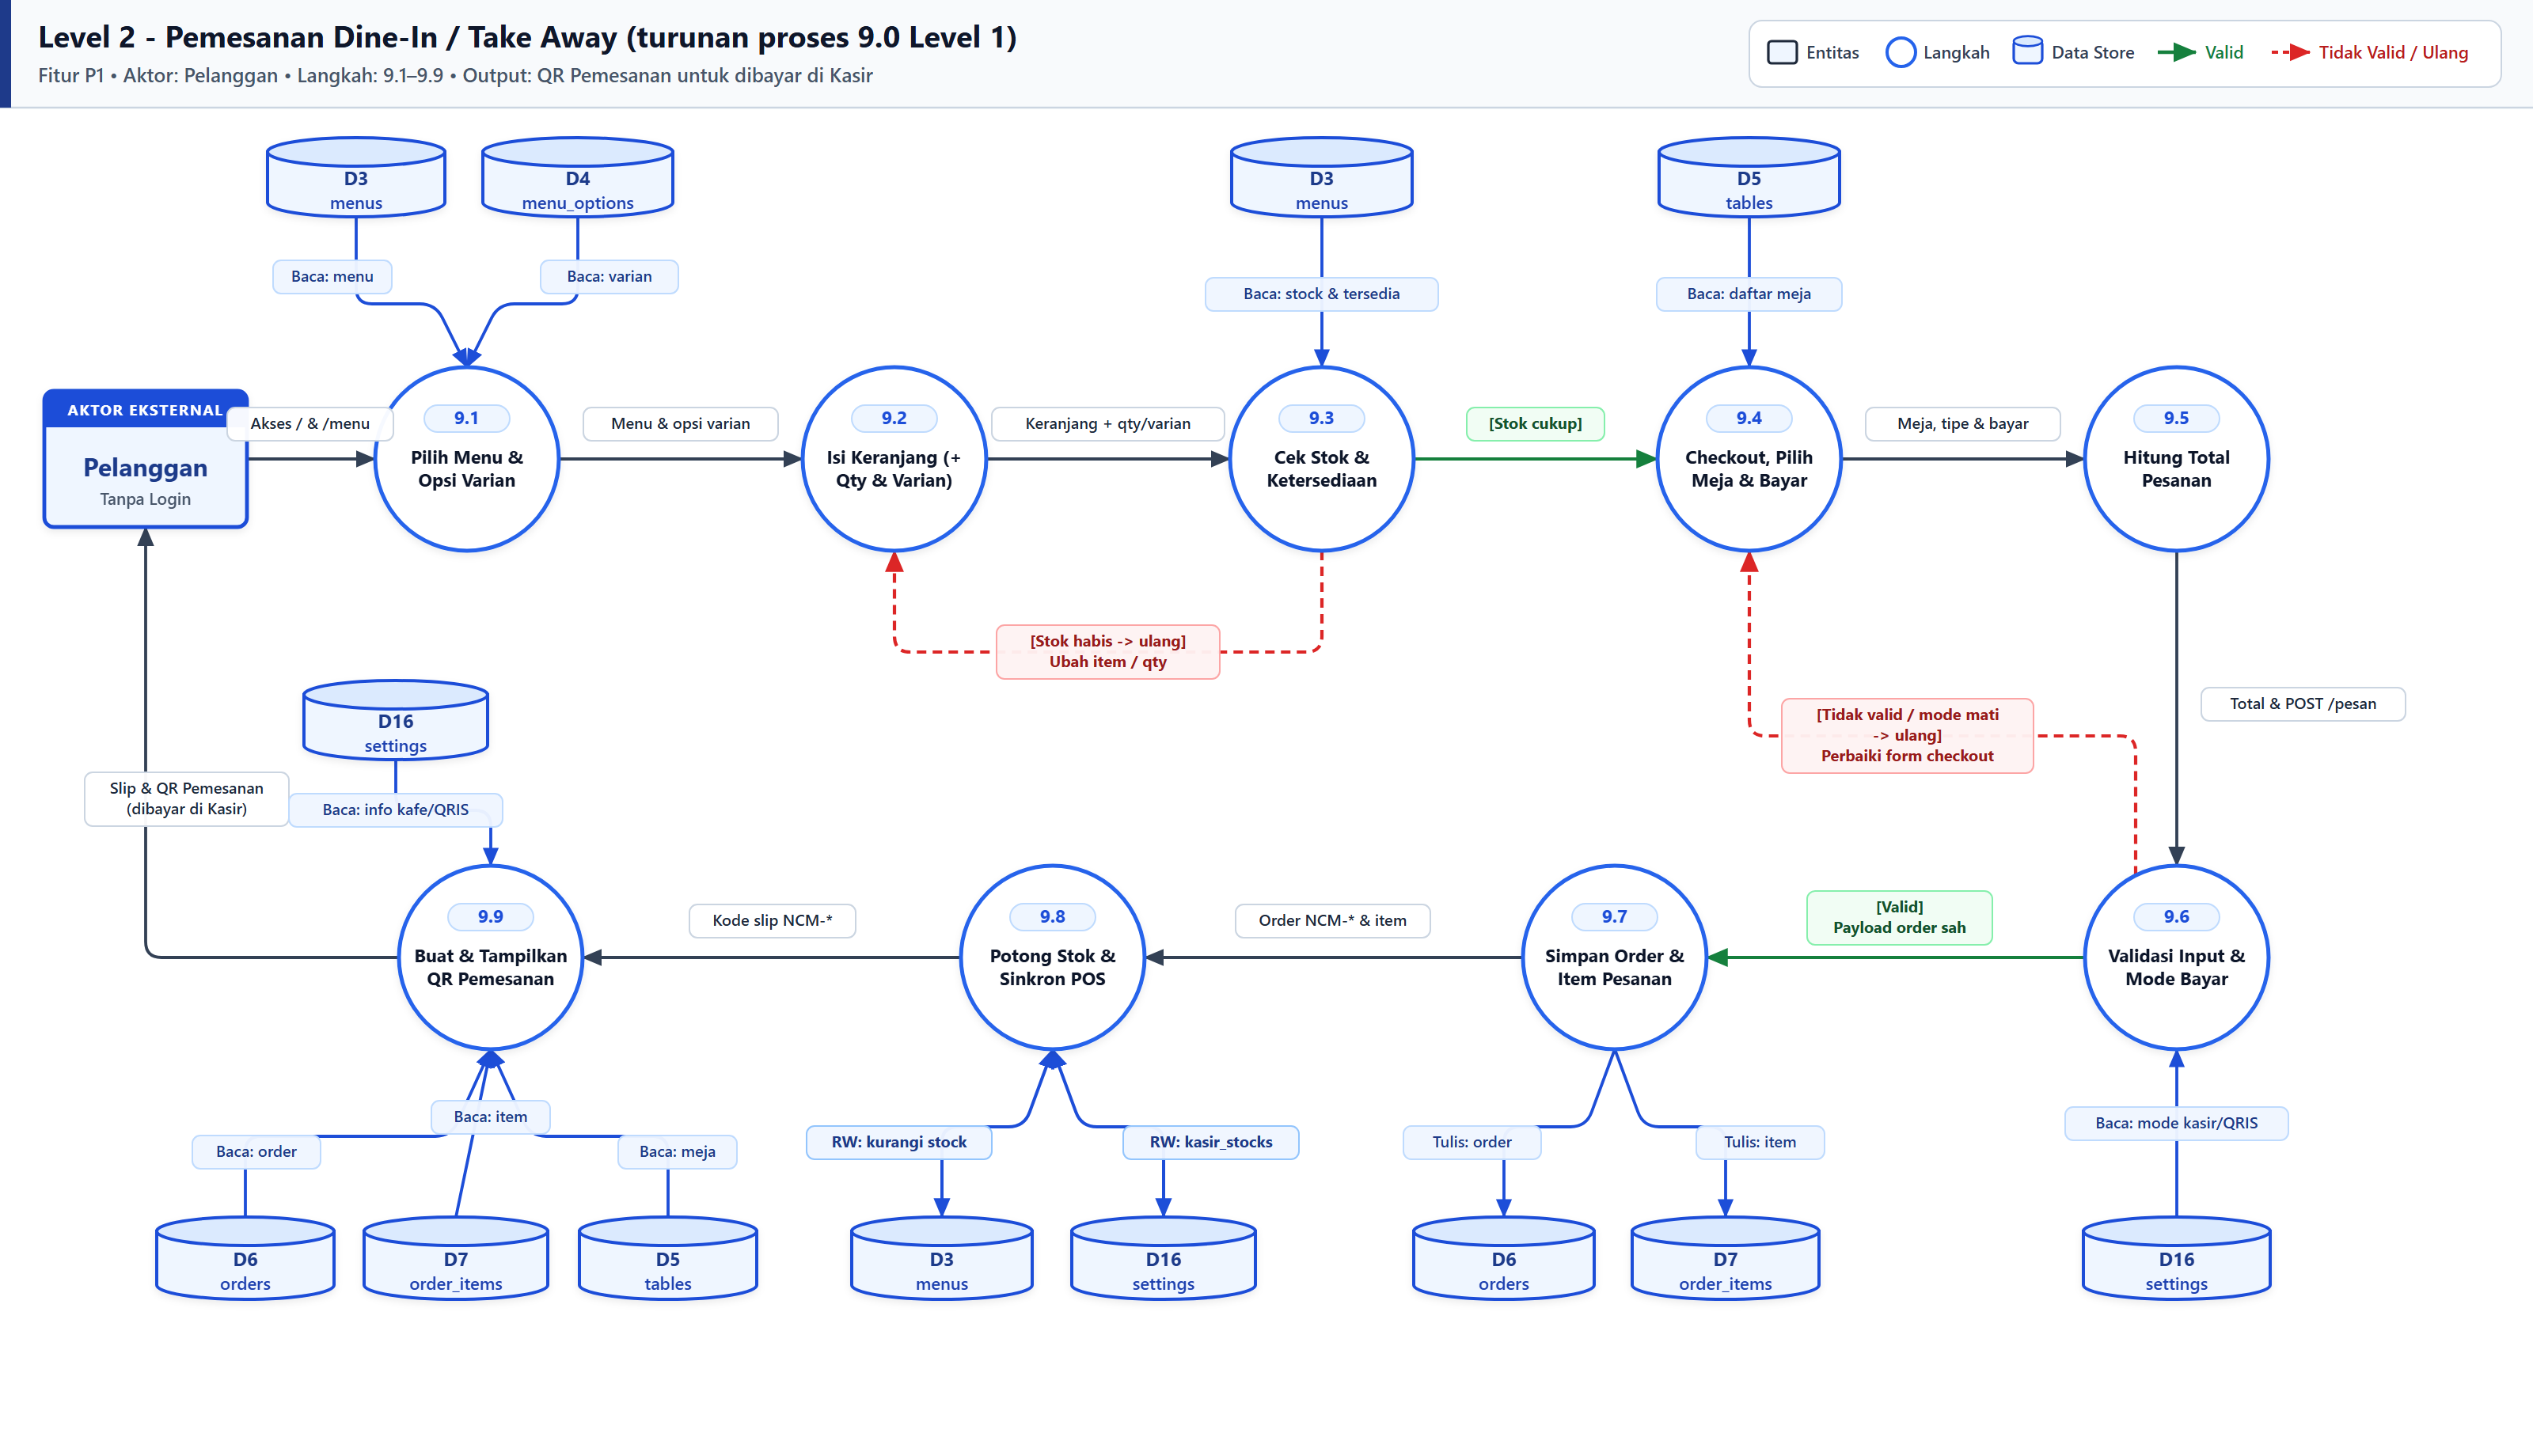 Level 2 - Pemesanan Dine-In / Take Away (turunan proses 9.0 Level 1)
Fitur P1 • Aktor: Pelanggan • Langkah: 9.1–9.9 • Output: QR Pemesanan untuk dibayar di Kasir
Entitas
Langkah
Data Store
Valid
Tidak Valid / Ulang
D3
menus
D4
menu_options
D3
menus
D5
tables
Baca: menu
Baca: varian
Baca: stock & tersedia
Baca: daftar meja
AKTOR EKSTERNAL
Pelanggan
Tanpa Login
Akses / & /menu
9.1
Pilih Menu &
Opsi Varian
Menu & opsi varian
9.2
Isi Keranjang (+
Qty & Varian)
Keranjang + qty/varian
9.3
Cek Stok &
Ketersediaan
[Stok cukup]
9.4
Checkout, Pilih
Meja & Bayar
Meja, tipe & bayar
9.5
Hitung Total
Pesanan
[Stok habis -> ulang]
Ubah item / qty
[Tidak valid / mode mati
-> ulang]
Perbaiki form checkout
Total & POST /pesan
D16
settings
Slip & QR Pemesanan
(dibayar di Kasir)
Baca: info kafe/QRIS
9.9
Buat & Tampilkan
QR Pemesanan
Kode slip NCM-*
9.8
Potong Stok &
Sinkron POS
Order NCM-* & item
9.7
Simpan Order &
Item Pesanan
[Valid]
Payload order sah
9.6
Validasi Input &
Mode Bayar
Baca: order
Baca: item
Baca: meja
RW: kurangi stock
RW: kasir_stocks
Tulis: order
Tulis: item
Baca: mode kasir/QRIS
D6
orders
D7
order_items
D5
tables
D3
menus
D16
settings
D6
orders
D7
order_items
D16
settings